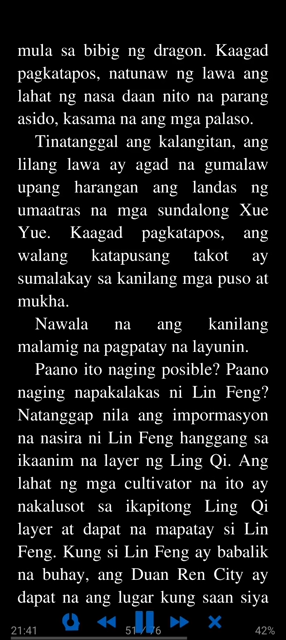 mula sa bibig ng dragon. Kaagad
pagkatapos, natunaw ng lawa ang
lahat ng nasa daan nito na parang
asido, kasama na ang mga palaso.
Tinatanggal ang kalangitan, ang
lilang lawa ay agad na gumalaw
upang harangan ang landas ng
umaatras na mga sundalong Xue
Yue. Kaagad pagkatapos, ang
walang katapusang takot ay
sumalakay sa kanilang mga puso at
mukha.
Nawala na ang kanilang
malamig na pagpatay na layunin.
Paano ito naging posible? Paano
naging napakalakas ni Lin Feng?
Natanggap nila ang impormasyon
na nasira ni Lin Feng hanggang sa
ikaanim na layer ng Ling Qi. Ang
lahat ng mga cultivator na ito ay
nakalusot sa ikapitong Ling Qi
layer at dapat na mapatay si Lin
Feng. Kung si Lin Feng ay babalik
na buhay, ang Duan Ren City ay
dapat na ang lugar kung saan siya
21:41
42%